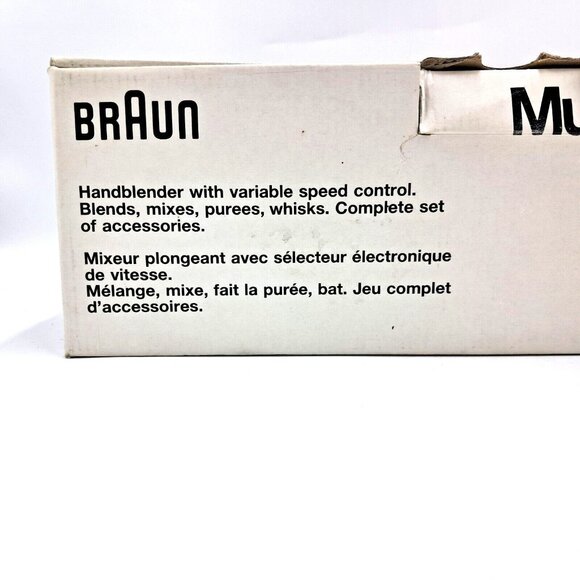 BRAUN
Mu
Handblender with variable speed control.
Blends, mixes, purees, whisks. Complete set
of accessories.
Mixeur plongeant avec sélecteur électronique
de vitesse.
Mélange, mixe, fait la purée, bat. Jeu complet
d'accessoires.